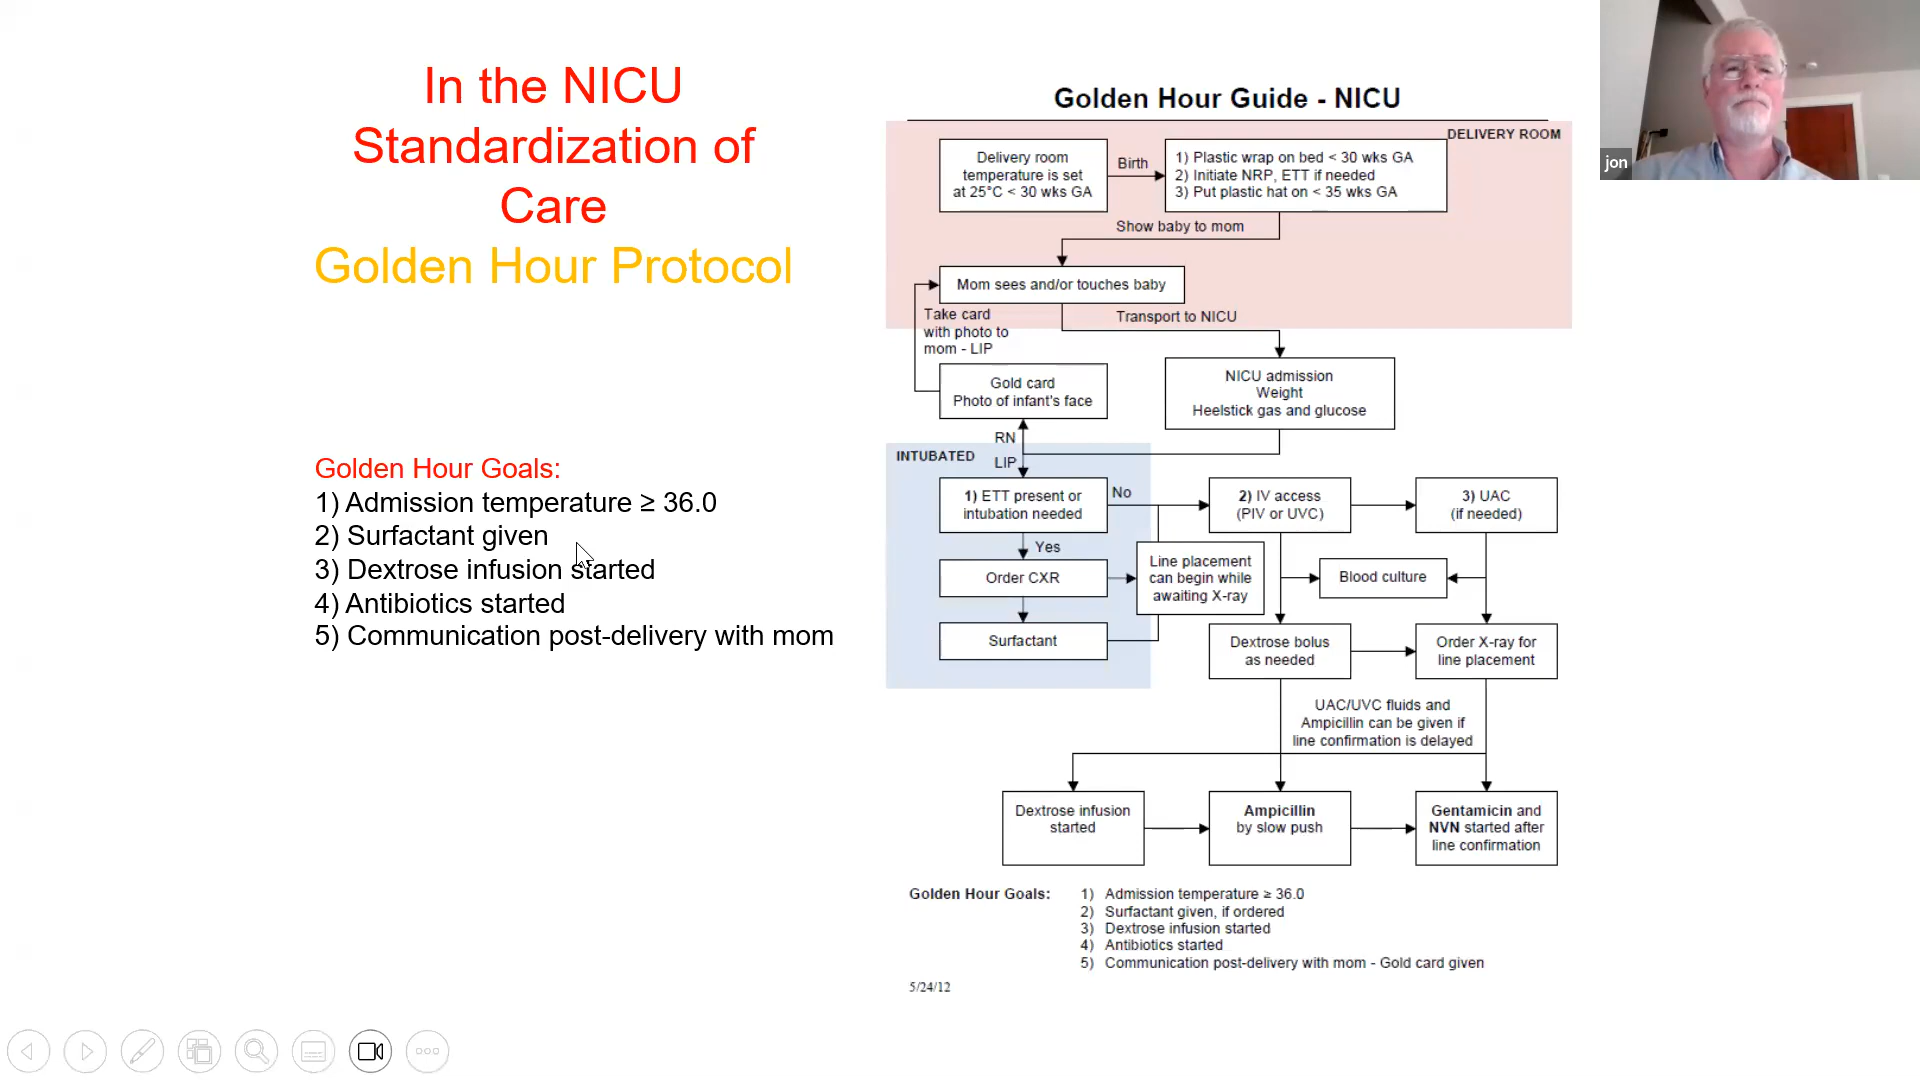 In the NICU
Standardization of
Care
Golden Hour Protocol
Golden Hour Goals:
1) Admission temperature ≥ 36.0
2) Surfactant given
3) Dextrose infusion started
4) Antibiotics started
5) Communication post-delivery with mom
Golden Hour Guide - NICU
DELIVERY ROOM
Delivery room
temperature is set
at 25°C < 30 wks GA
Birth
1) Plastic wrap on bed < 30 wks GA
2) Initiate NRP, ETT if needed
3) Put plastic hat on < 35 wks GA
Show baby to mom
Mom sees and/or touches baby
Take card
with photo to
mom - LIP
Transport to NICU
Gold card
Photo of infant's face
NICU admission
Weight
Heelstick gas and glucose
RN
INTUBATED
LIP
1) ETT present or
intubation needed
No
2) IV access
(PIV or UVC)
3) UAC
(if needed)
Yes
Order CXR
Line placement
can begin while
awaiting X-ray
Blood culture
Surfactant
Dextrose bolus
as needed
Order X-ray for
line placement
UAC/UVC fluids and
Ampicillin can be given if
line confirmation is delayed
Dextrose infusion
started
Ampicillin
by slow push
Gentamicin and
NVN started after
line confirmation
Golden Hour Goals:
1) Admission temperature ≥ 36.0
2) Surfactant given, if ordered
3) Dextrose infusion started
4) Antibiotics started
5) Communication post-delivery with mom - Gold card given
5/24/12
jon